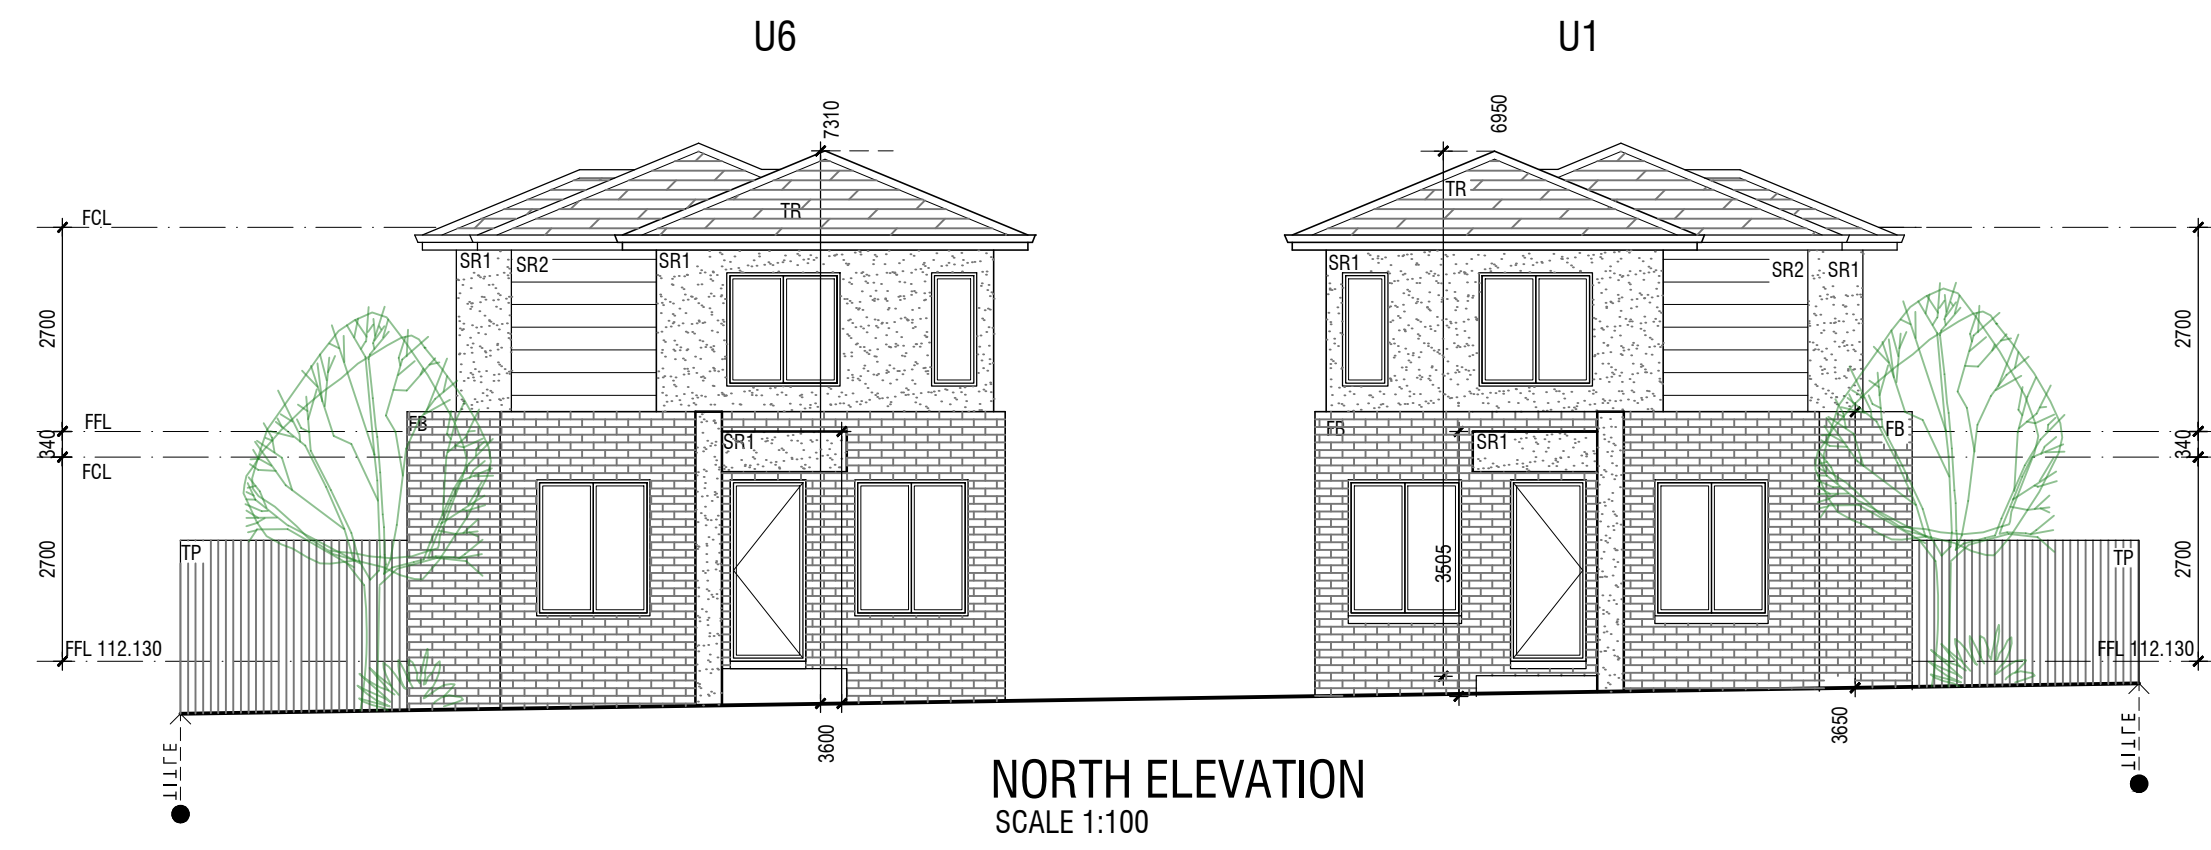 U6
U1
7310
6950
FCL
TR
TR
SR1
SR2
SR1
SR1
SR2
SR1
2700
2700
FFL
FB
FB
FB
340
SR1
SR1
340
FCL
TP
TP
2700
3505
2700
FFL 112.130
FFL 112.130
TITLE
3600
3650
TITLE
NORTH ELEVATION
SCALE 1:100